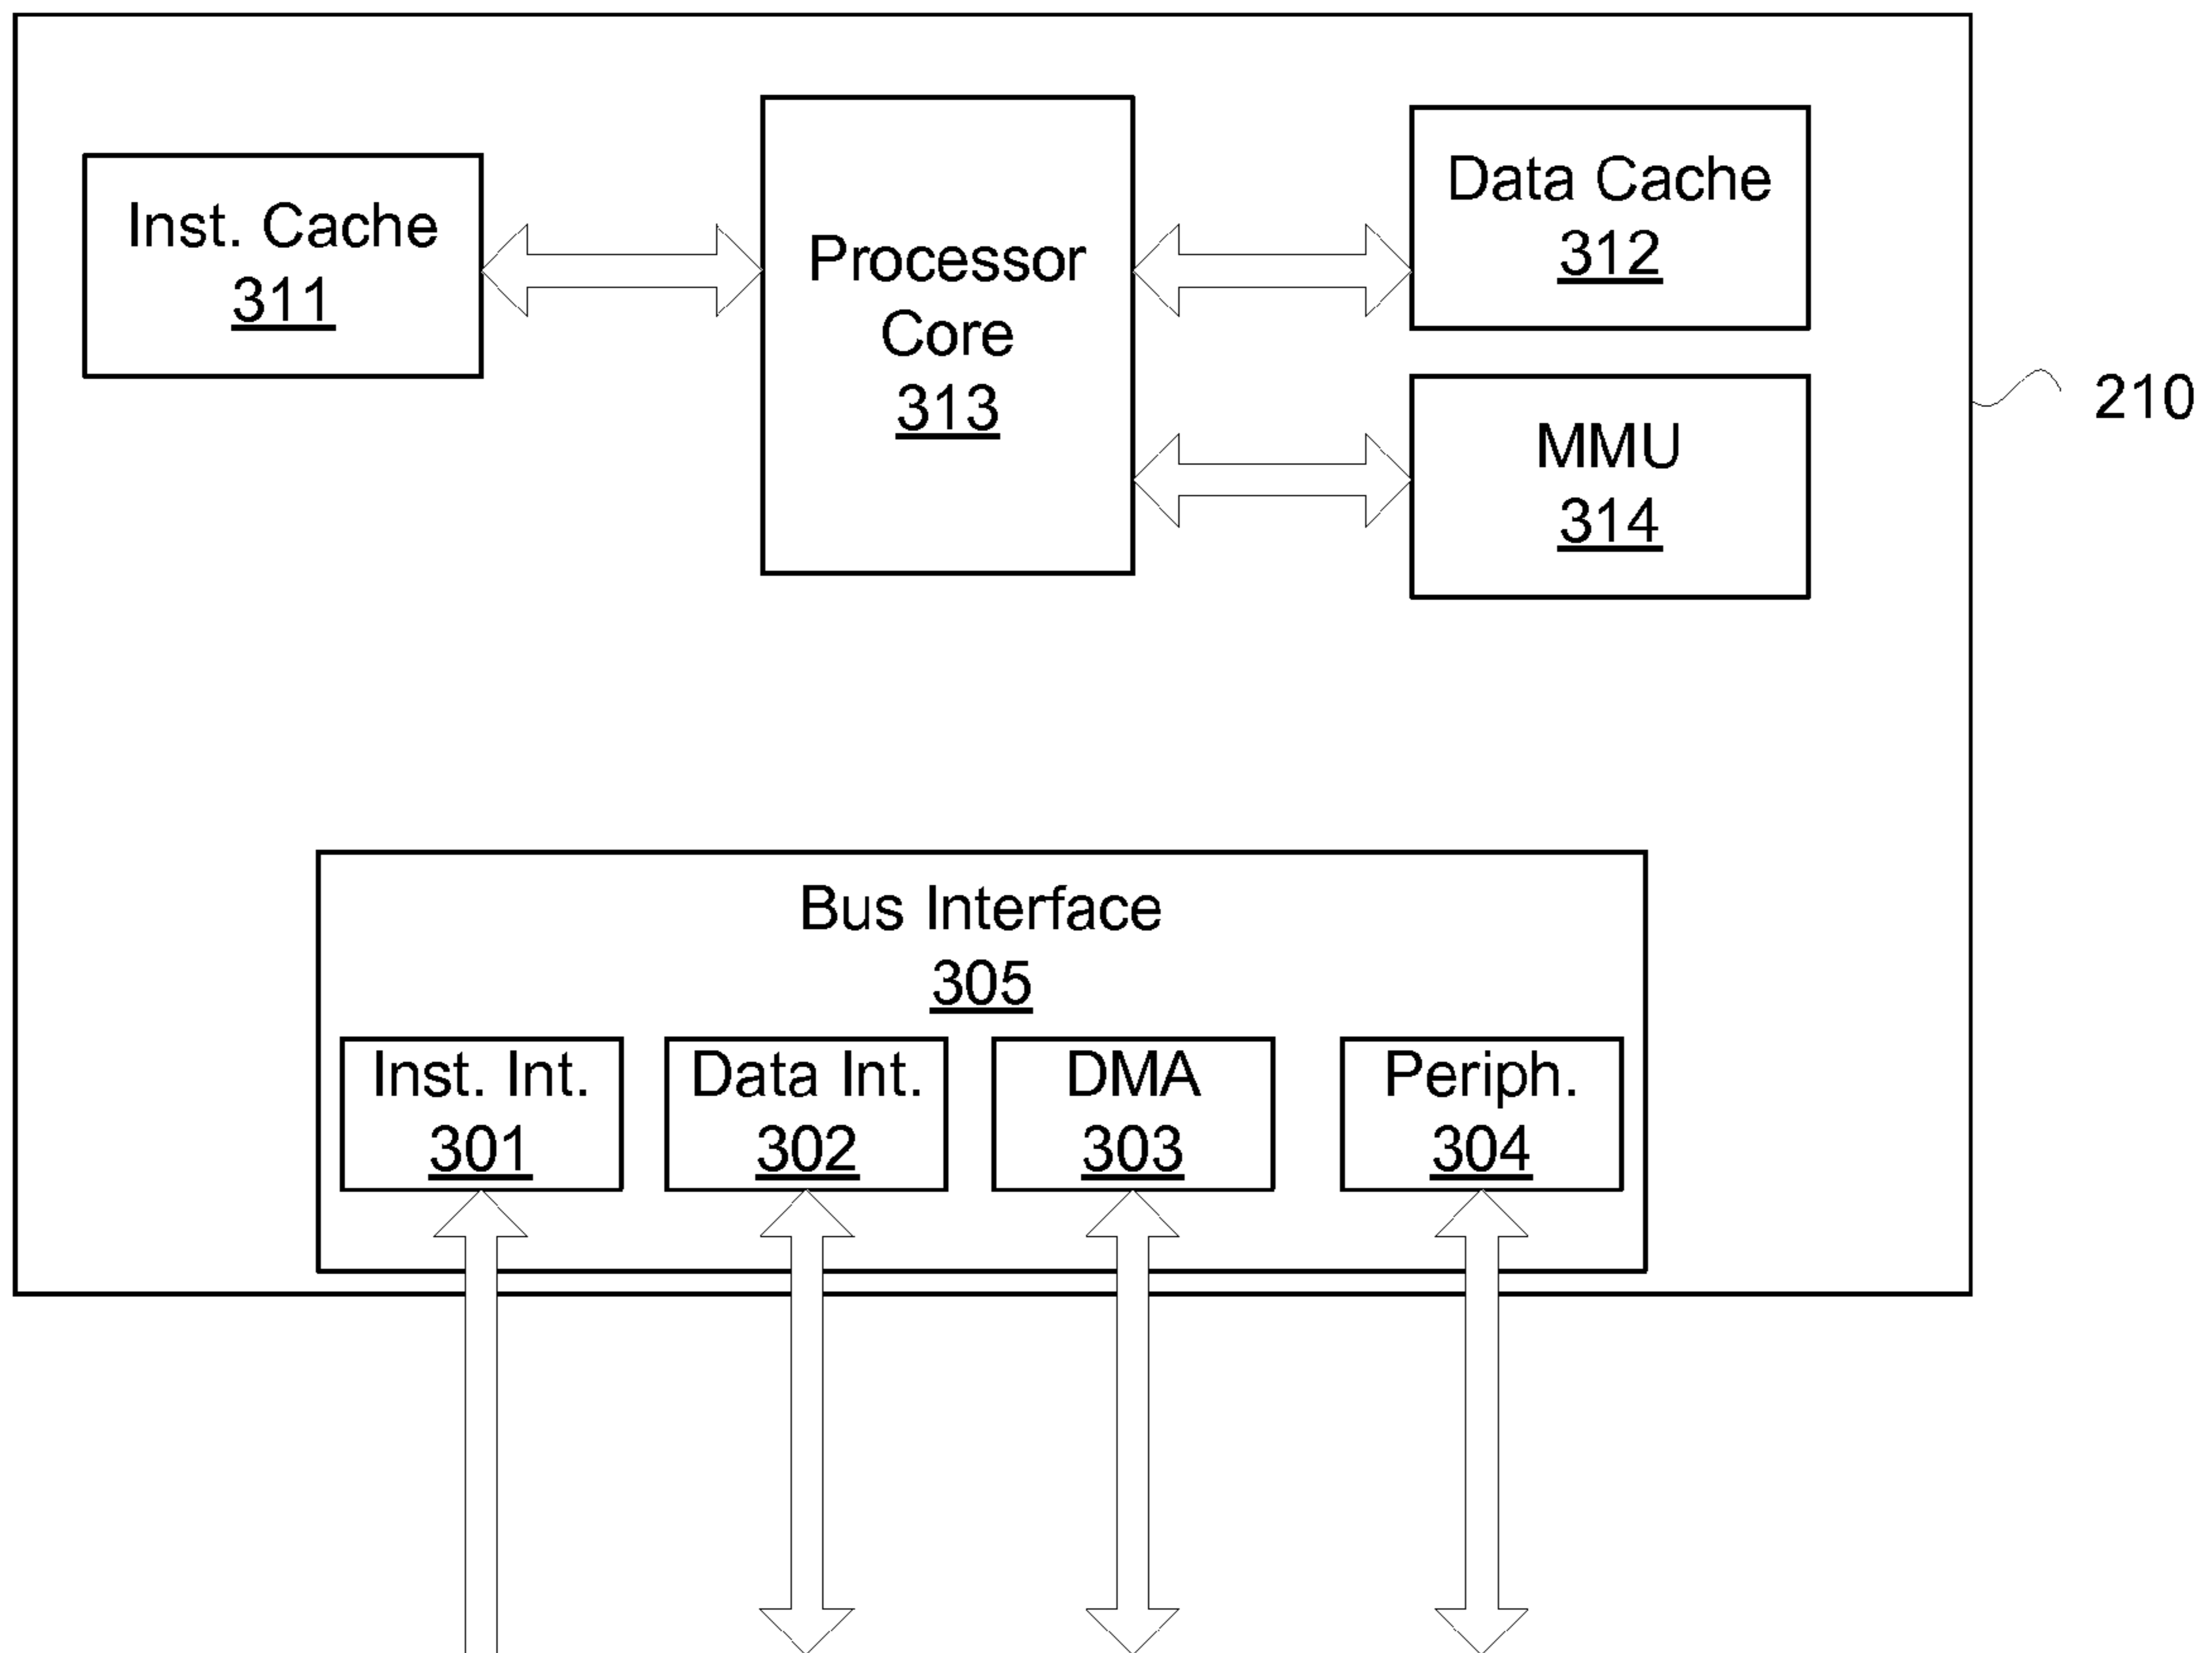 Inst. Cache
311
Processor
Core
313
Data Cache
312
MMU
314
210
Bus Interface
305
Inst. Int.
301
Data Int.
302
DMA
303
Periph.
304